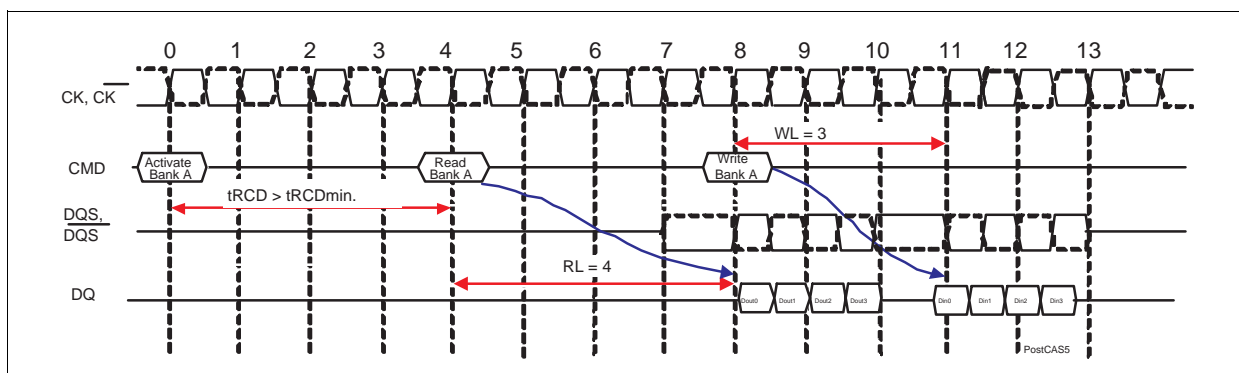 0 1 2 3 4 5 6 7 8 9 10 11 12 13
CK, CK
WL = 3
CMD
Activate
Bank A
Read
Bank A
Write
Bank A
tRCD > tRCDmin.
DQS,
DQS
RL = 4
DQ
Dout0 Dout1 Dout2 Dout3
Din0 Din1 Din2 Din3
PostCAS5